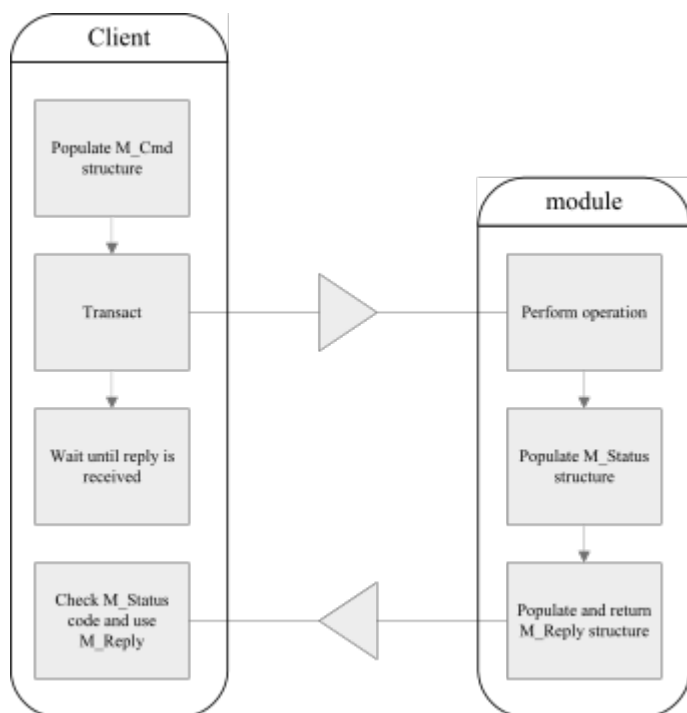 Client
Populate M_Cmd
structure
Transact
Wait until reply is
received
Check M_Status
code and use
M_Reply
module
Perform operation
Populate M_Status
structure
Populate and return
M_Reply structure